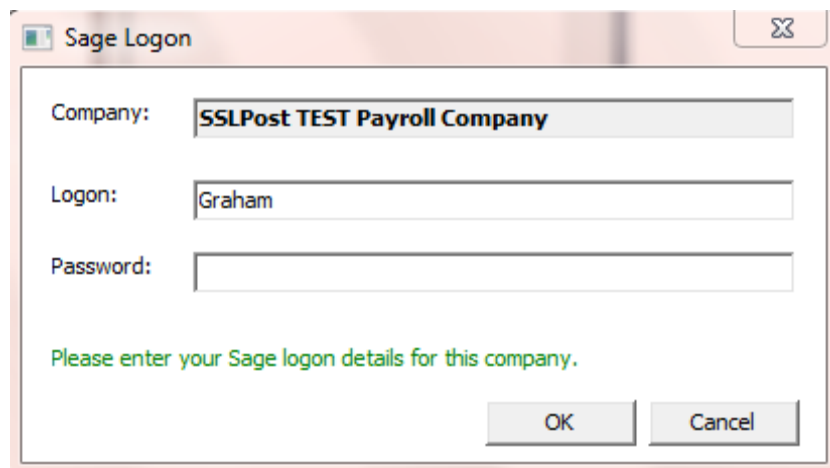 Sage Logon
Company: SSLPost TEST Payroll Company
Logon: Graham
Password:
Please enter your Sage logon details for this company.
OK Cancel